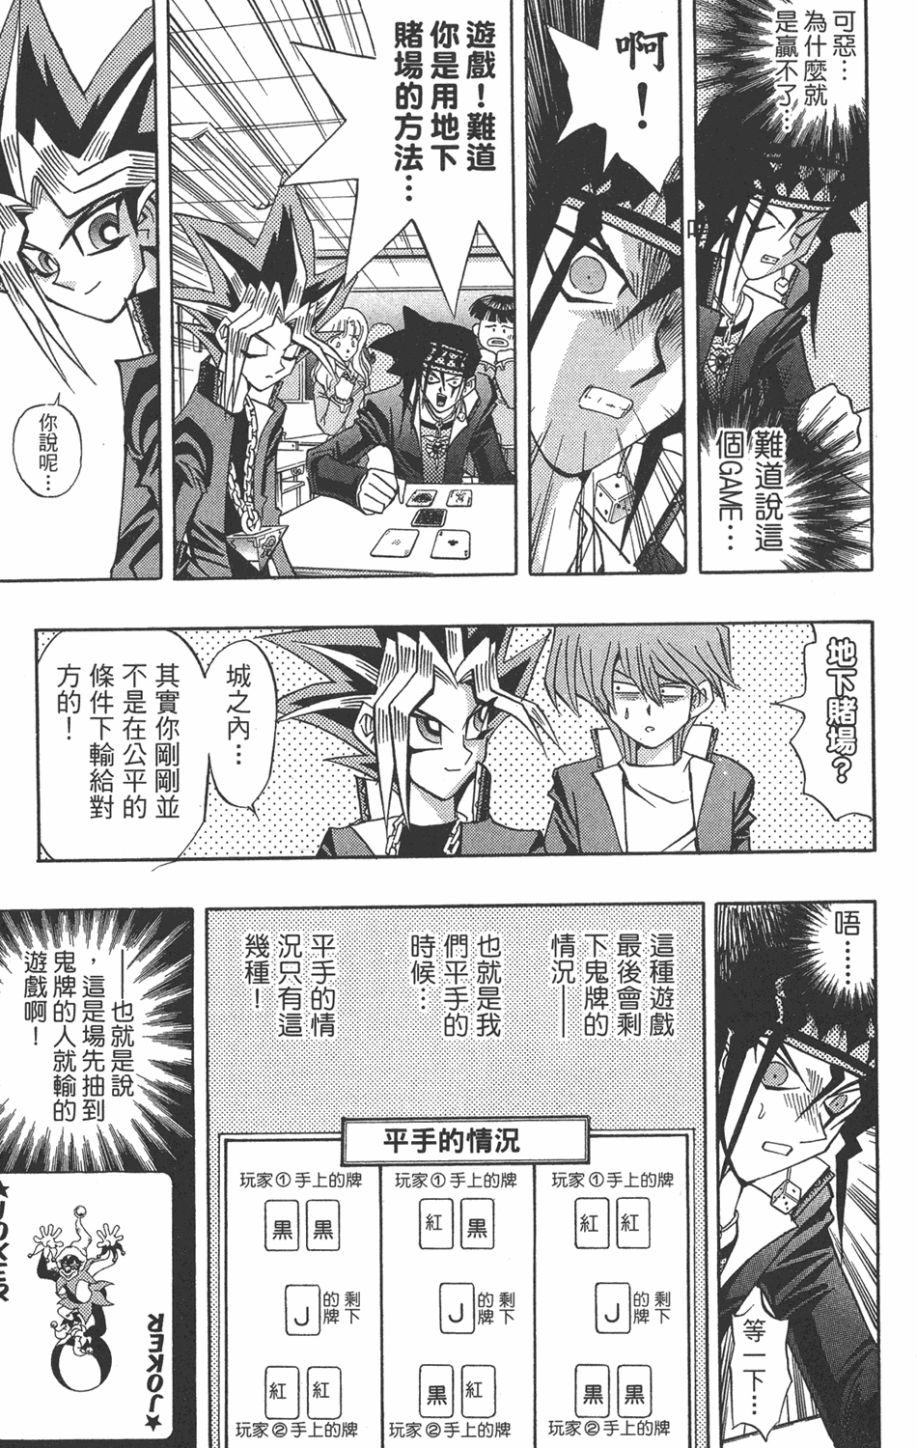 可惡…
為什麼就
是贏不了…
難道說這
個GAME…
啊！
遊戲！難道
你是用地下
賭場的方法…
你說呢…
地下賭場？
城之內…
其實你剛剛並
不是在公平的
條件下輸給對
方的！
唔……
等一下…
這種遊戲
最後會剩
下鬼牌的
情況——
也就是我
們平手的
時候…
平手的情
況只有這
幾種！
平手的情況
玩家①手上的牌
紅 紅
J
剩下
的牌
黑 黑
玩家②手上的牌
玩家①手上的牌
紅 黑
J
剩下
的牌
黑 紅
玩家②手上的牌
玩家①手上的牌
黑 黑
J
剩下
的牌
紅 紅
玩家②手上的牌
——也就是說
，這是場先抽到
鬼牌的人就輸的
遊戲啊！
★JOKER
★JOKER